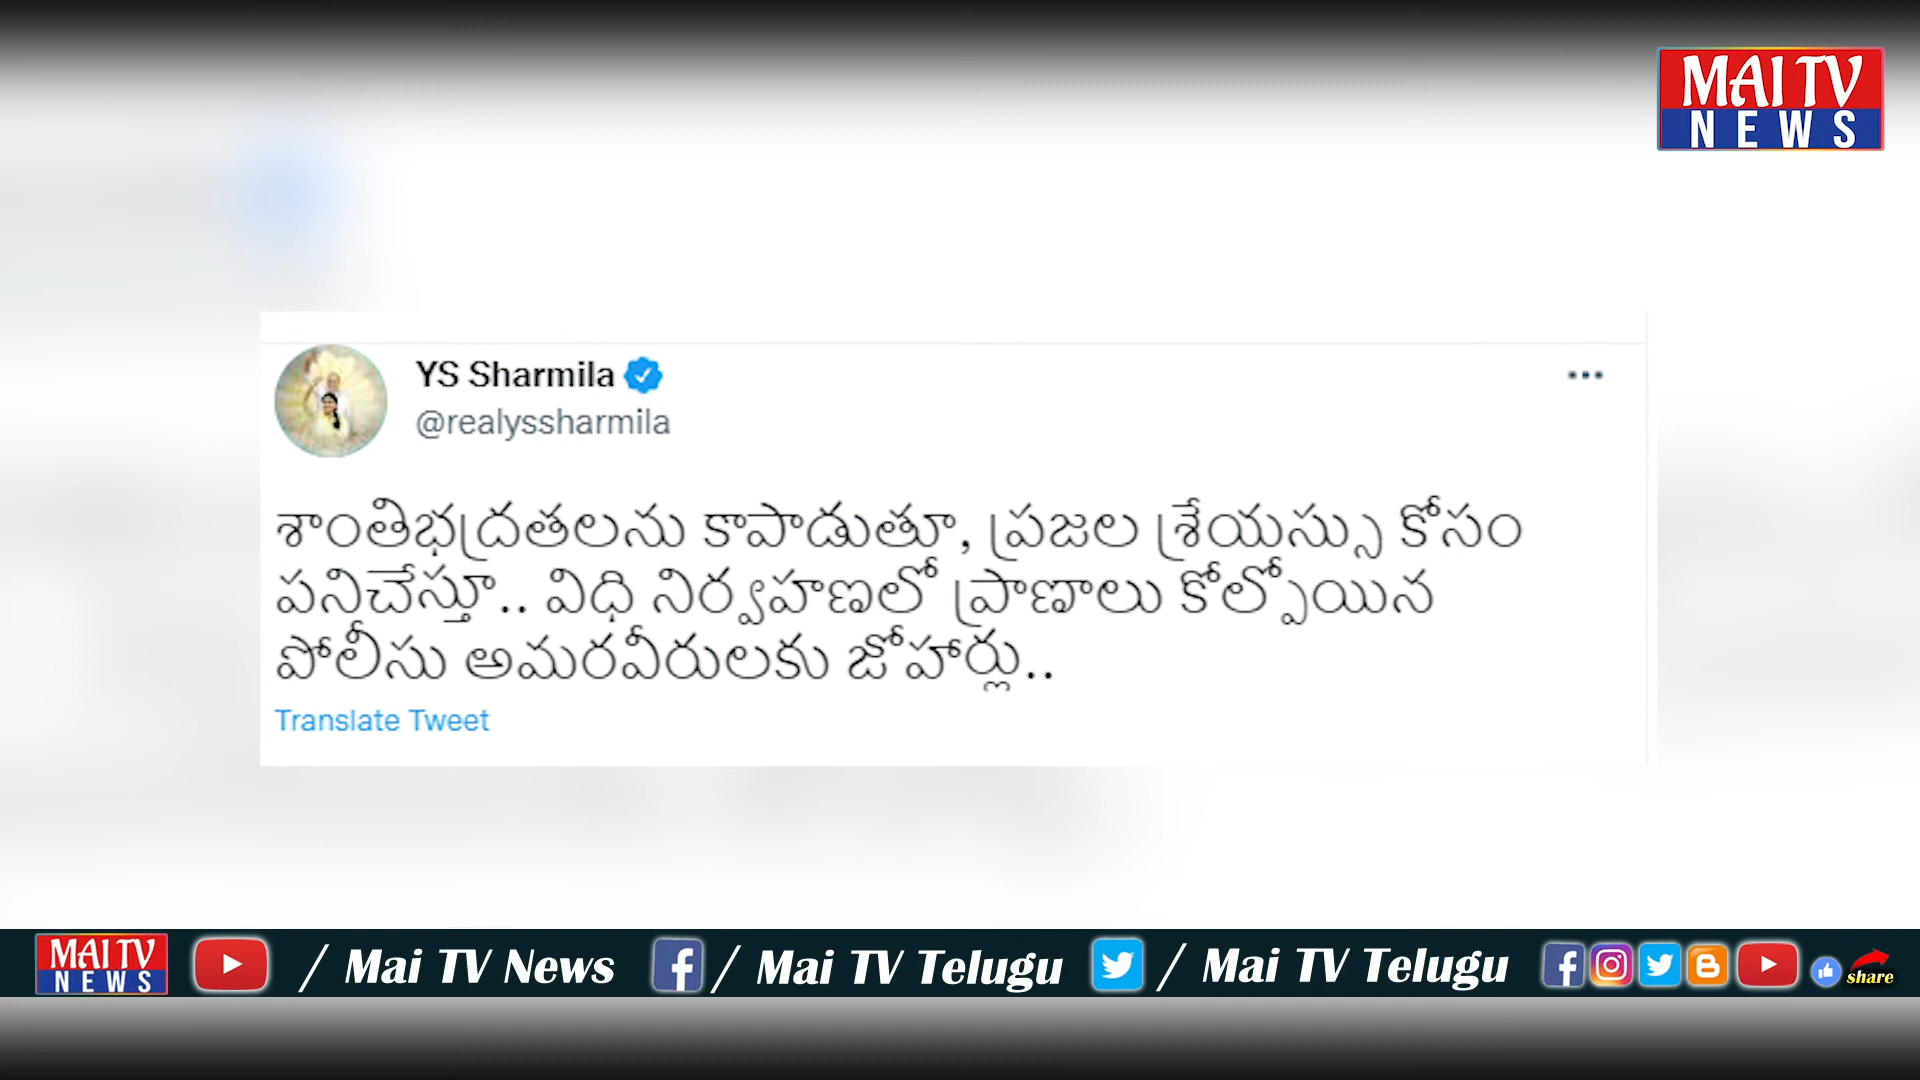 MAI TV
NEWS
YS Sharmila
@realyssharmila
శాంతిభద్రతలను కాపాడుతూ, ప్రజల శ్రేయస్సు కోసం
పనిచేస్తూ.. విధి నిర్వహణలో ప్రాణాలు కోల్పోయిన
పోలీసు అమరవీరులకు జోహార్లు..
Translate Tweet
MAI TV
NEWS
/ Mai TV News / Mai TV Telugu / Mai TV Telugu
share